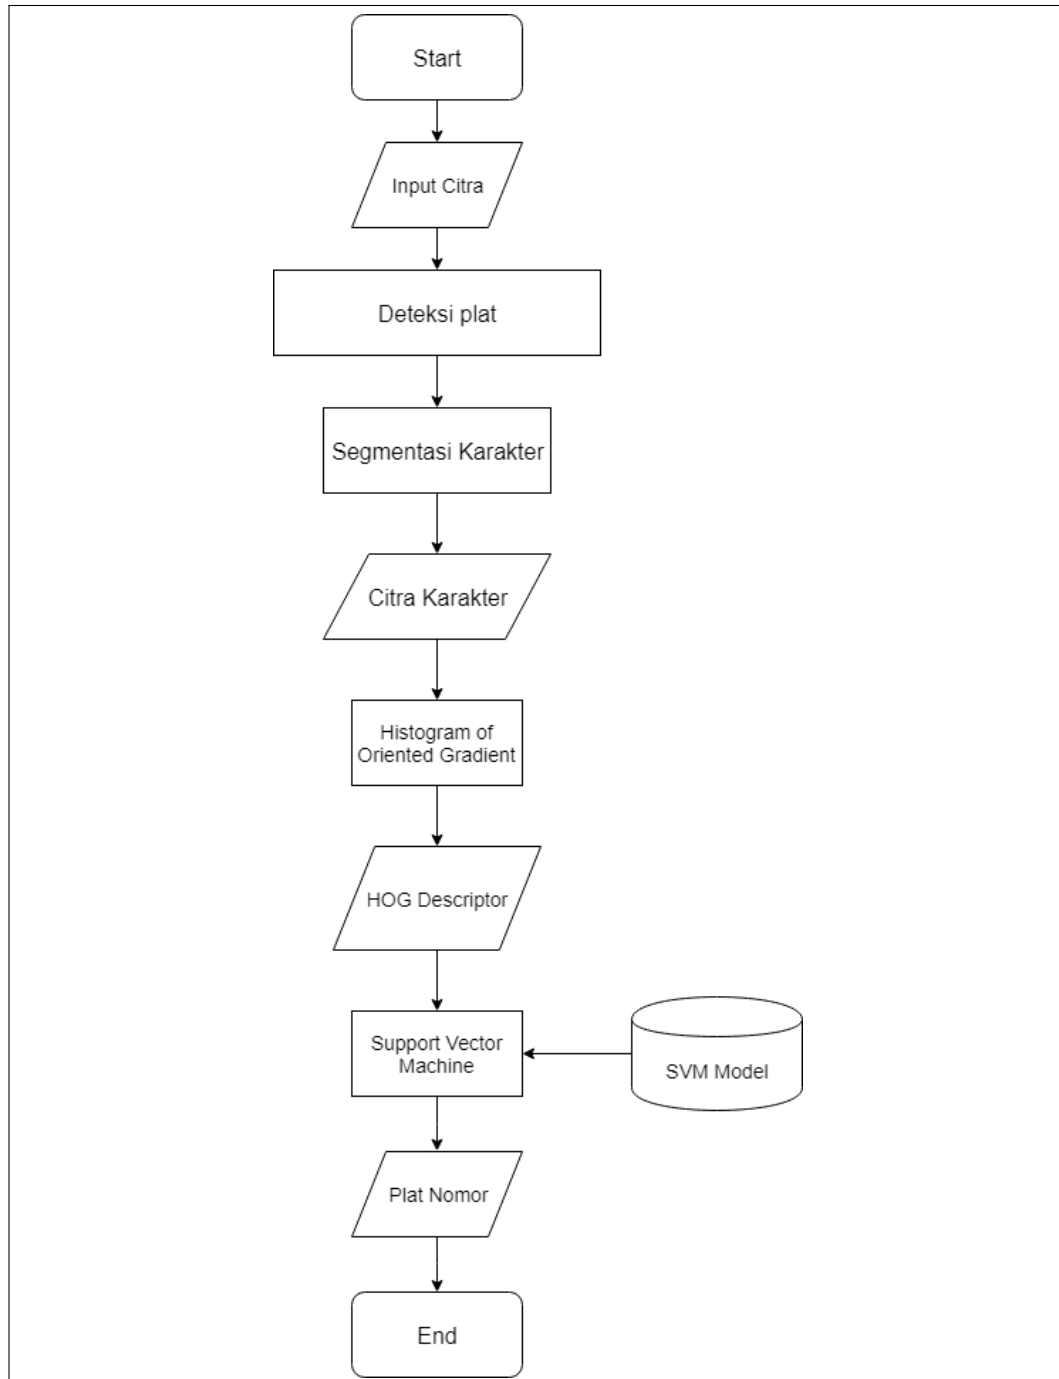 Start
Input Citra
Deteksi plat
Segmentasi Karakter
Citra Karakter
Histogram of
Oriented Gradient
HOG Descriptor
Support Vector
Machine
SVM Model
Plat Nomor
End